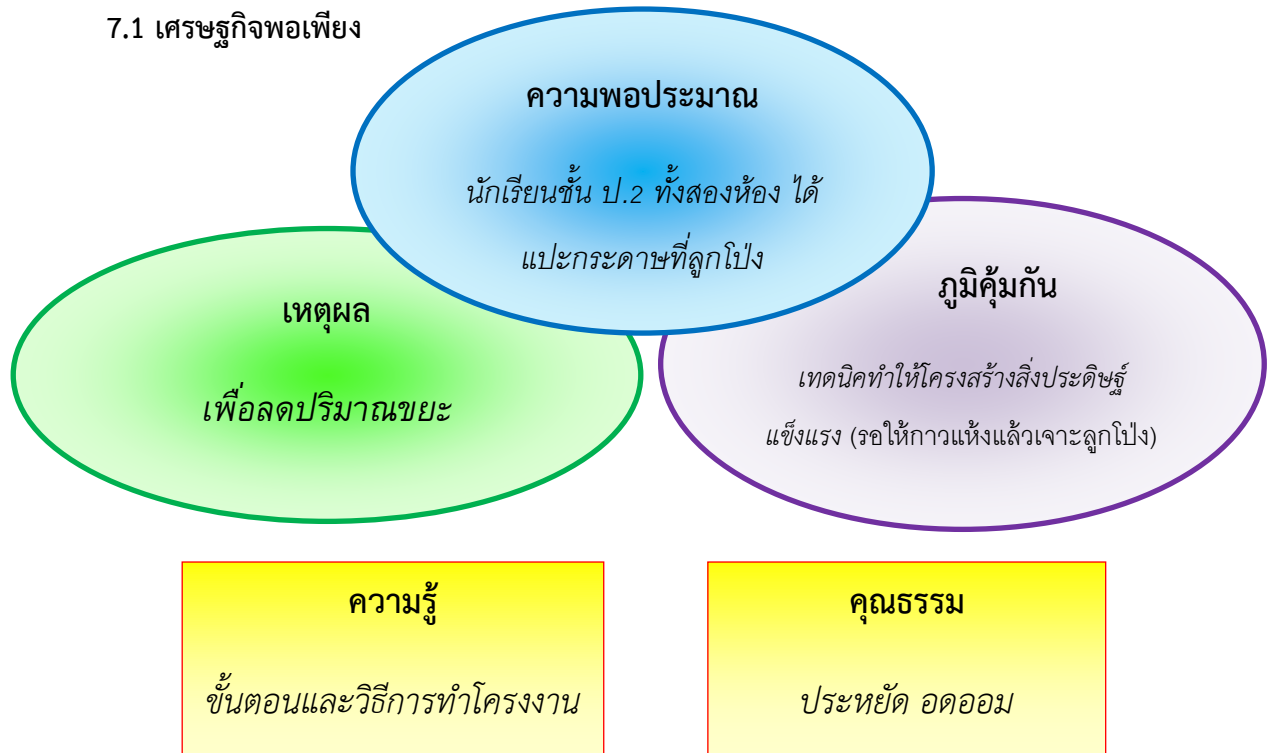 7.1 เศรษฐกิจพอเพียง
ความพอประมาณ
นักเรียนชั้น ป.2 ทั้งสองห้อง ได้
แปะกระดาษที่ลูกโป่ง
เหตุผล
เพื่อลดปริมาณขยะ
ภูมิคุ้มกัน
เทดนิคทำให้โครงสร้างสิ่งประดิษฐ์
แข็งแรง (รอให้กาวแห้งแล้วเจาะลูกโป่ง)
ความรู้
ขั้นตอนและวิธีการทำโครงงาน
คุณธรรม
ประหยัด อดออม